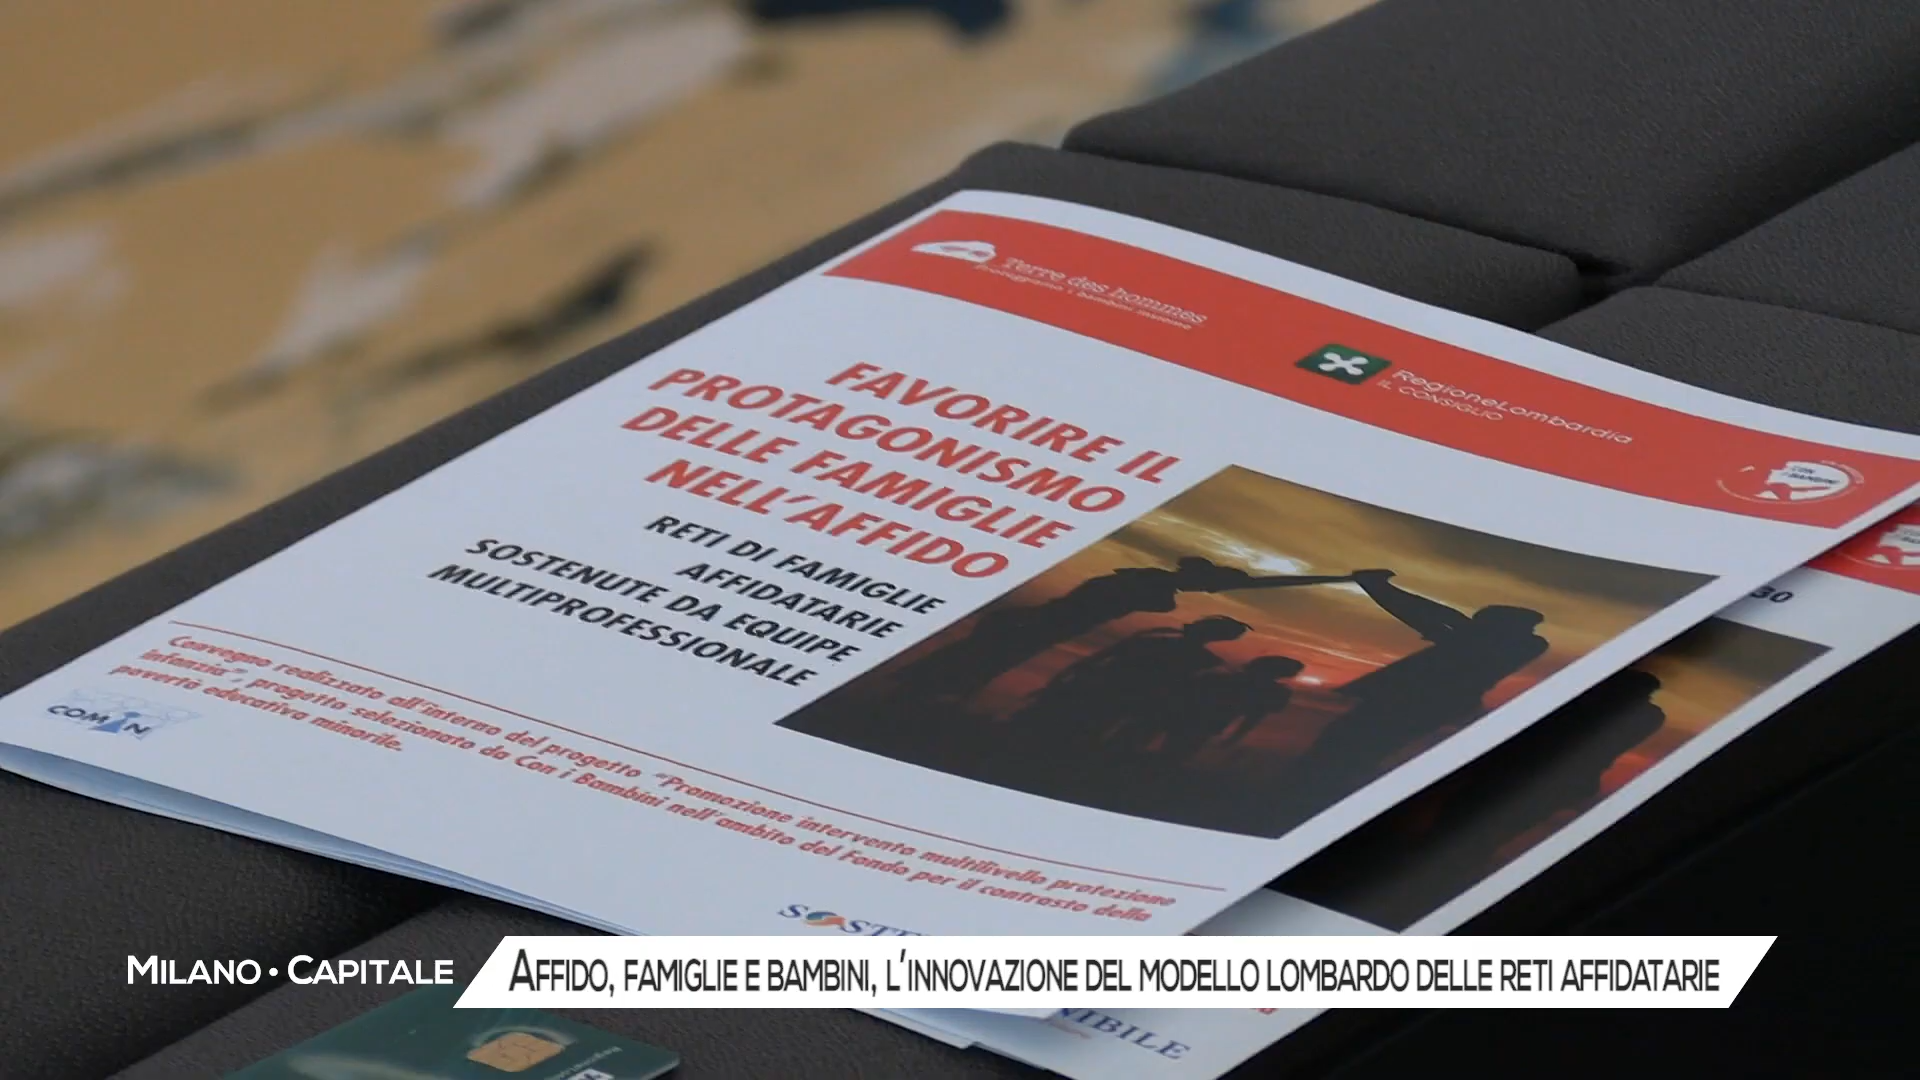 Terre des hommes
Proteggiamo i bambini insieme
RegioneLombardia
IL CONSIGLIO
CON
I BAMBINI
FAVORIRE IL
PROTAGONISMO
DELLE FAMIGLIE
NELL'AFFIDO
RETI DI FAMIGLIE
AFFIDATARIE
SOSTENUTE DA EQUIPE
MULTIPROFESSIONALE
30
Convegno realizzato all'interno del progetto "Promozione intervento multilivello protezione
infanzia", progetto selezionato da Con i Bambini nell'ambito del Fondo per il contrasto della
povertà educativa minorile.
COMIN
MILANO • CAPITALE
AFFIDO, FAMIGLIE E BAMBINI, L'INNOVAZIONE DEL MODELLO LOMBARDO DELLE RETI AFFIDATARIE